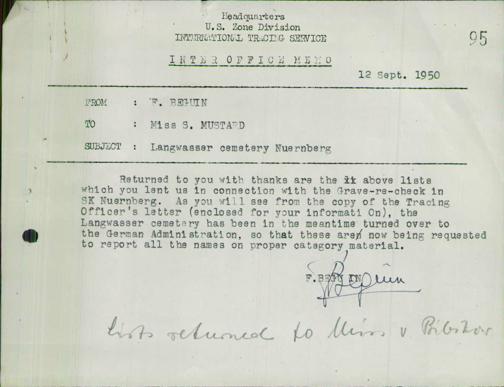 Headquarters
U.S. Zone Division
INTERNATIONAL TRACING SERVICE
95
INTER OFFICE MEMO
12 Sept. 1950
FROM : F. BEGUIN
TO : Miss S. MUSTARD
SUBJECT : Langwasser cemetery Nuernberg
Returned to you with thanks are the above lists
which you lent us in connection with the Grave-re-check in
SK Nuernberg. As you will see from the copy of the Tracing
Officer's letter (enclosed for your informati On), the
Langwasser cemetery has been in the meantime turned over to
the German Administration, so that these are now being requested
to report all the names on proper category material.
F.BEGUIN
FBeguin
Lists returned to Miss v